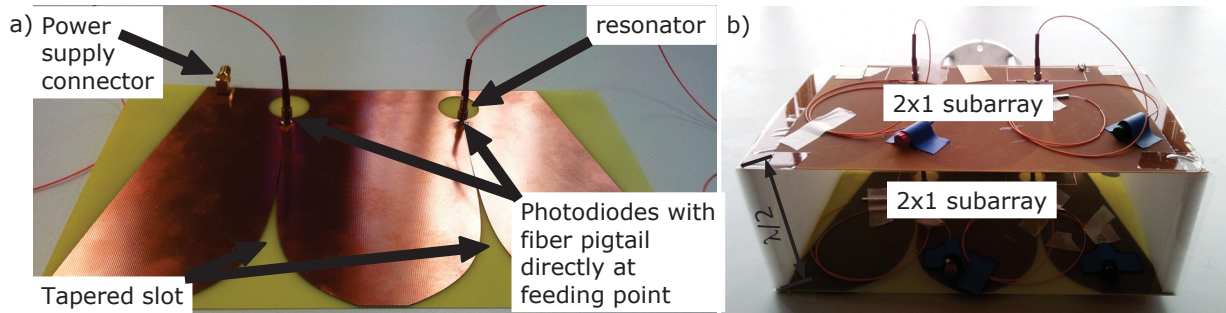 a)
Power
supply
connector
resonator
Photodiodes with
fiber pigtail
directly at
feeding point
Tapered slot
b)
2x1 subarray
2x1 subarray
λ/2